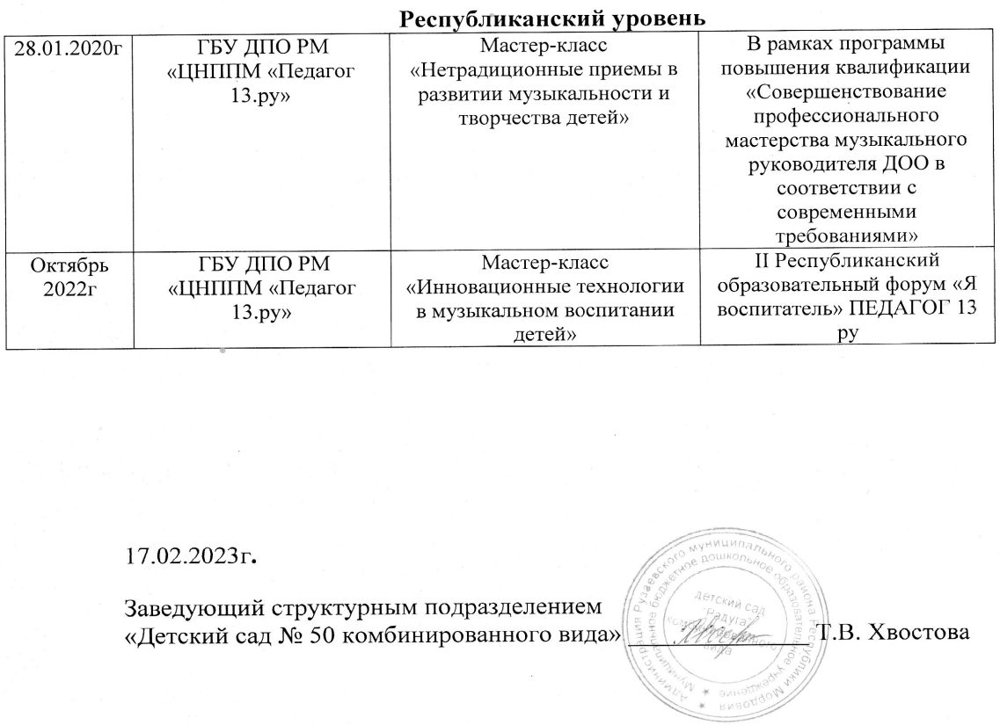 Республиканский уровень
28.01.2020г
ГБУ ДПО РМ
«ЦНППМ «Педагог
13.ру»
Мастер-класс
«Нетрадиционные приемы в
развитии музыкальности и
творчества детей»
В рамках программы
повышения квалификации
«Совершенствование
профессионального
мастерства музыкального
руководителя ДОО в
соответствии с
современными
требованиями»
Октябрь
2022г
ГБУ ДПО РМ
«ЦНППМ «Педагог
13.ру»
Мастер-класс
«Инновационные технологии
в музыкальном воспитании
детей»
II Республиканский
образовательный форум «Я
воспитатель» ПЕДАГОГ 13
ру
17.02.2023г.
Заведующий структурным подразделением
«Детский сад № 50 комбинированного вида» Т.В. Хвостова
Администрация Рузаевского муниципального района Республики Мордовия
Муниципальное бюджетное дошкольное образовательное учреждение
детский сад
"Радуга"
комбинированного
вида